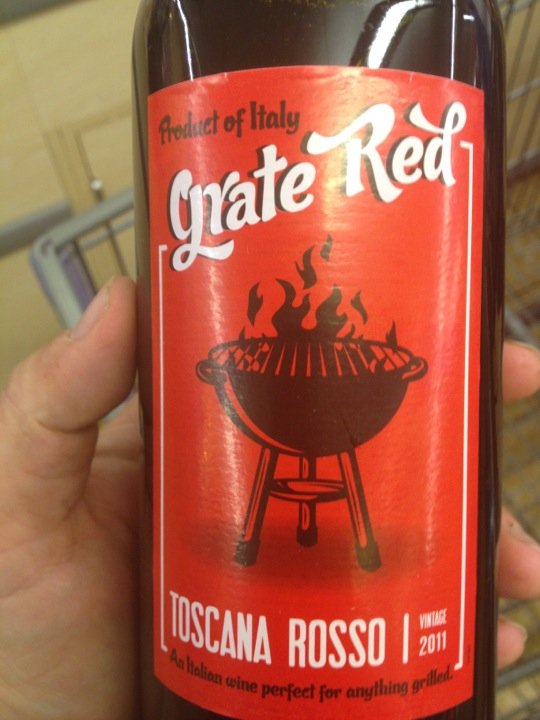 Product of Italy
Grate Red
TOSCANA ROSSO
VINTAGE
2011
An Italian wine perfect for anything grilled.